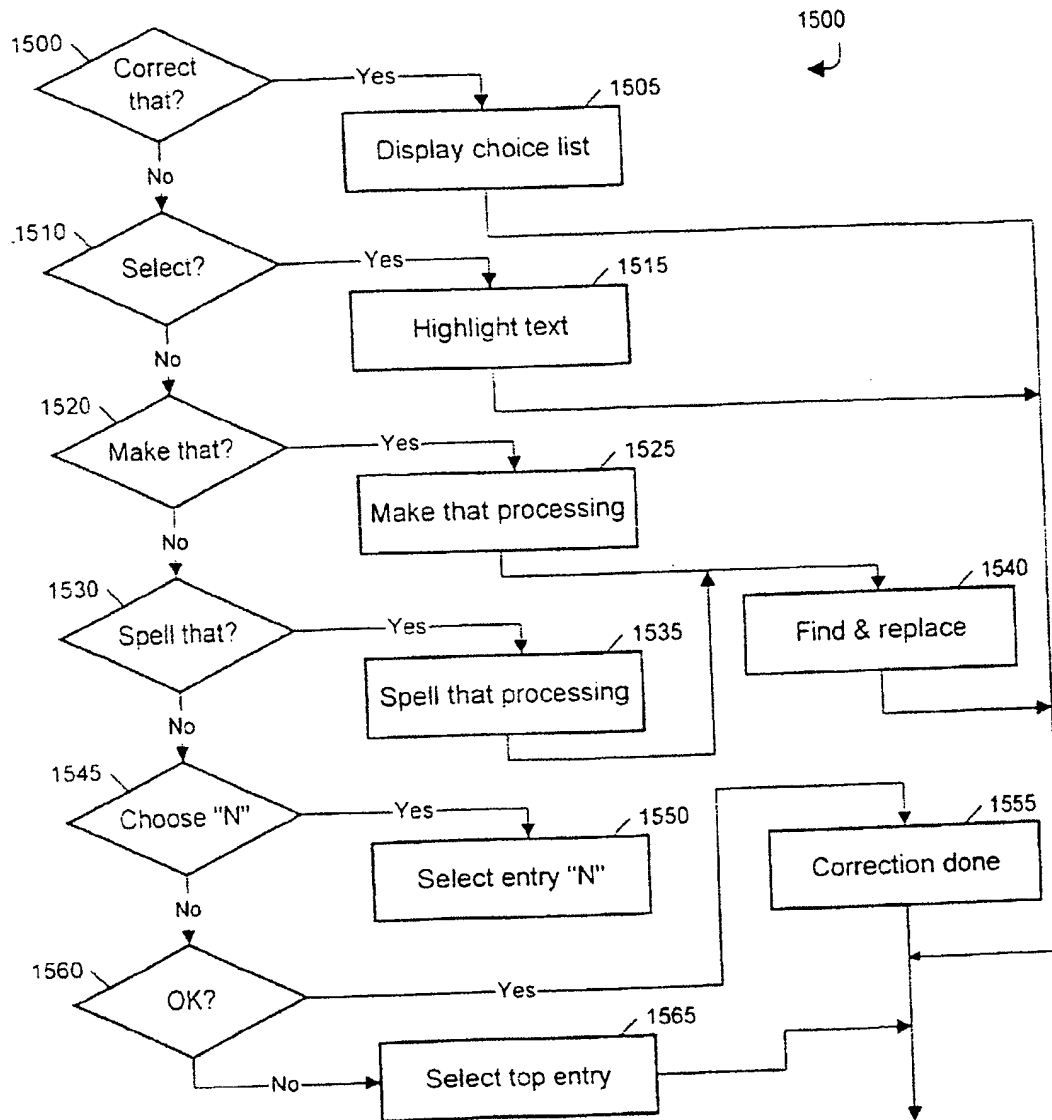 1500
1500
Correct
that?
Yes
1505
Display choice list
No
1510
Select?
Yes
1515
Highlight text
No
1520
Make that?
Yes
1525
Make that processing
No
1530
Spell that?
Yes
1535
Spell that processing
1540
Find & replace
No
1545
Choose "N"
Yes
1550
Select entry "N"
1555
Correction done
No
1560
OK?
Yes
1565
No
Select top entry